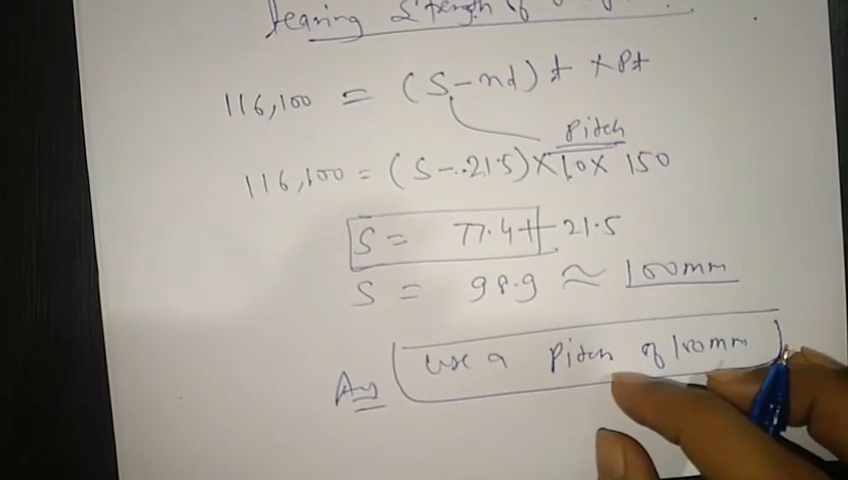 Tearing Strength of
116,100 = (S-nd) t × Pt
Pitch
116,100 = (S-21.5) × 10 × 150
S = 77.4 + 21.5
S = 98.9 ≈ 100mm
Ans use a Pitch of 100mm